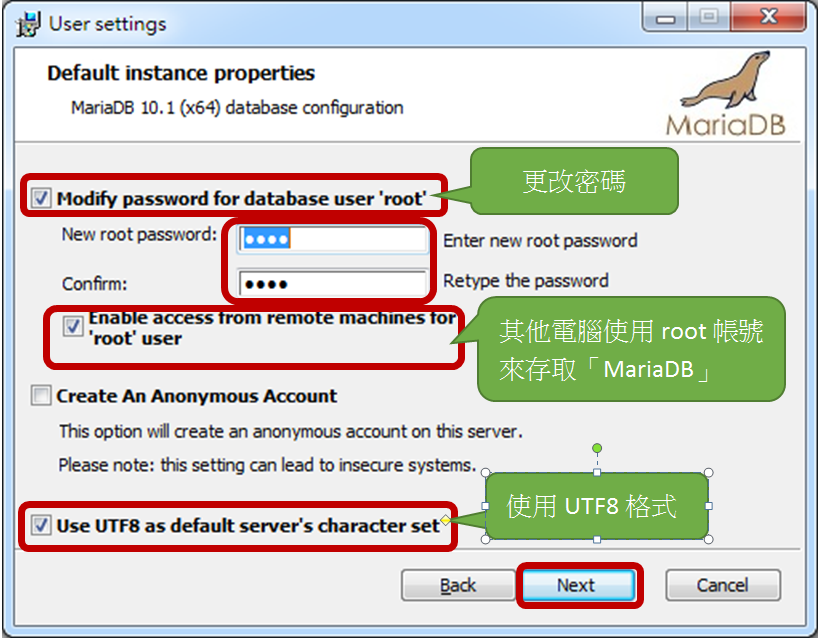 User settings
Default instance properties
MariaDB 10.1 (x64) database configuration
MariaDB
Modify password for database user 'root'
更改密碼
New root password:
Enter new root password
Confirm:
Retype the password
Enable access from remote machines for
'root' user
其他電腦使用 root 帳號
來存取「MariaDB」
Create An Anonymous Account
This option will create an anonymous account on this server.
Please note: this setting can lead to insecure systems.
使用 UTF8 格式
Use UTF8 as default server's character set
Back
Next
Cancel